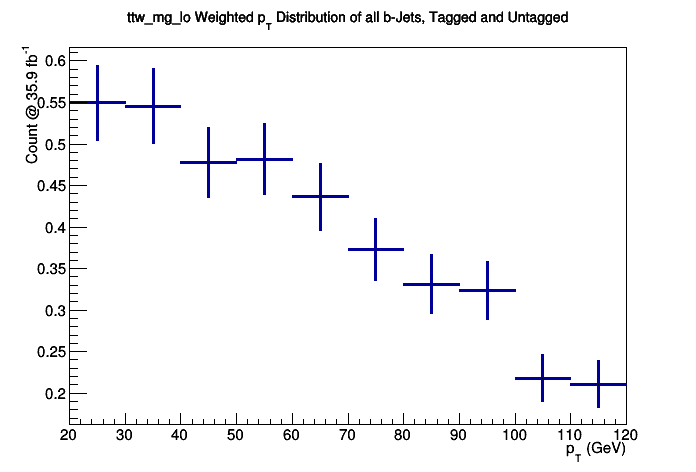 ttw_mg_lo Weighted pT Distribution of all b-Jets, Tagged and Untagged
Count @ 35.9 fb-1
0.6
0.55
0.5
0.45
0.4
0.35
0.3
0.25
0.2
20 30 40 50 60 70 80 90 100 110 120
pT (GeV)